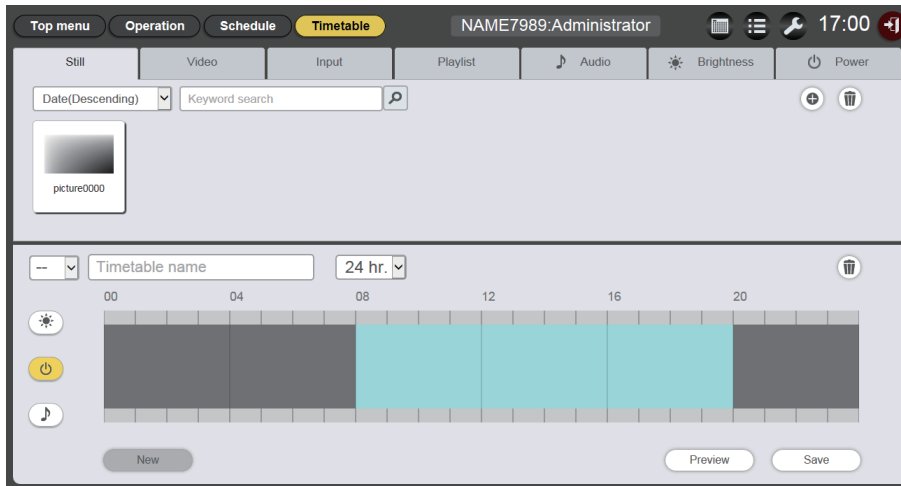 Top menu Operation Schedule Timetable NAME7989:Administrator 17:00
Still Video Input Playlist Audio Brightness Power
Date(Descending) Keyword search
picture0000
-- Timetable name 24 hr.
00 04 08 12 16 20
New Preview Save